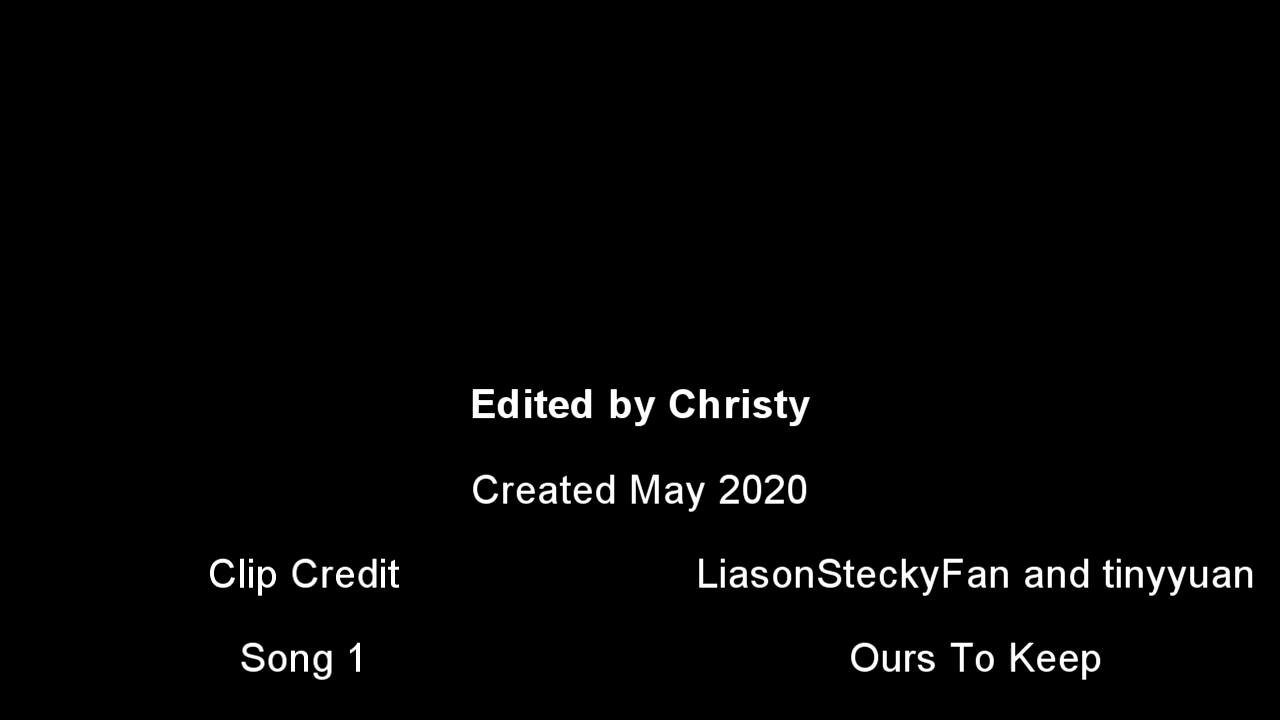 Edited by Christy
Created May 2020
Clip Credit LiasonSteckyFan and tinyyuan
Song 1 Ours To Keep